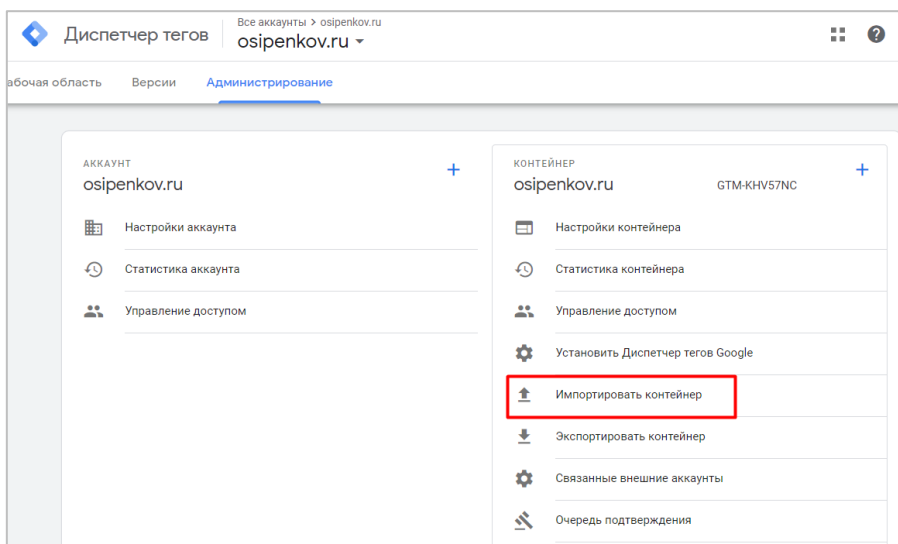 Диспетчер тегов
Все аккаунты > osipenkov.ru
osipenkov.ru
абочая область Версии Администрирование
АККАУНТ
osipenkov.ru
Настройки аккаунта
Статистика аккаунта
Управление доступом
КОНТЕЙНЕР
osipenkov.ru GTM-KHV57NC
Настройки контейнера
Статистика контейнера
Управление доступом
Установить Диспетчер тегов Google
Импортировать контейнер
Экспортировать контейнер
Связанные внешние аккаунты
Очередь подтверждения